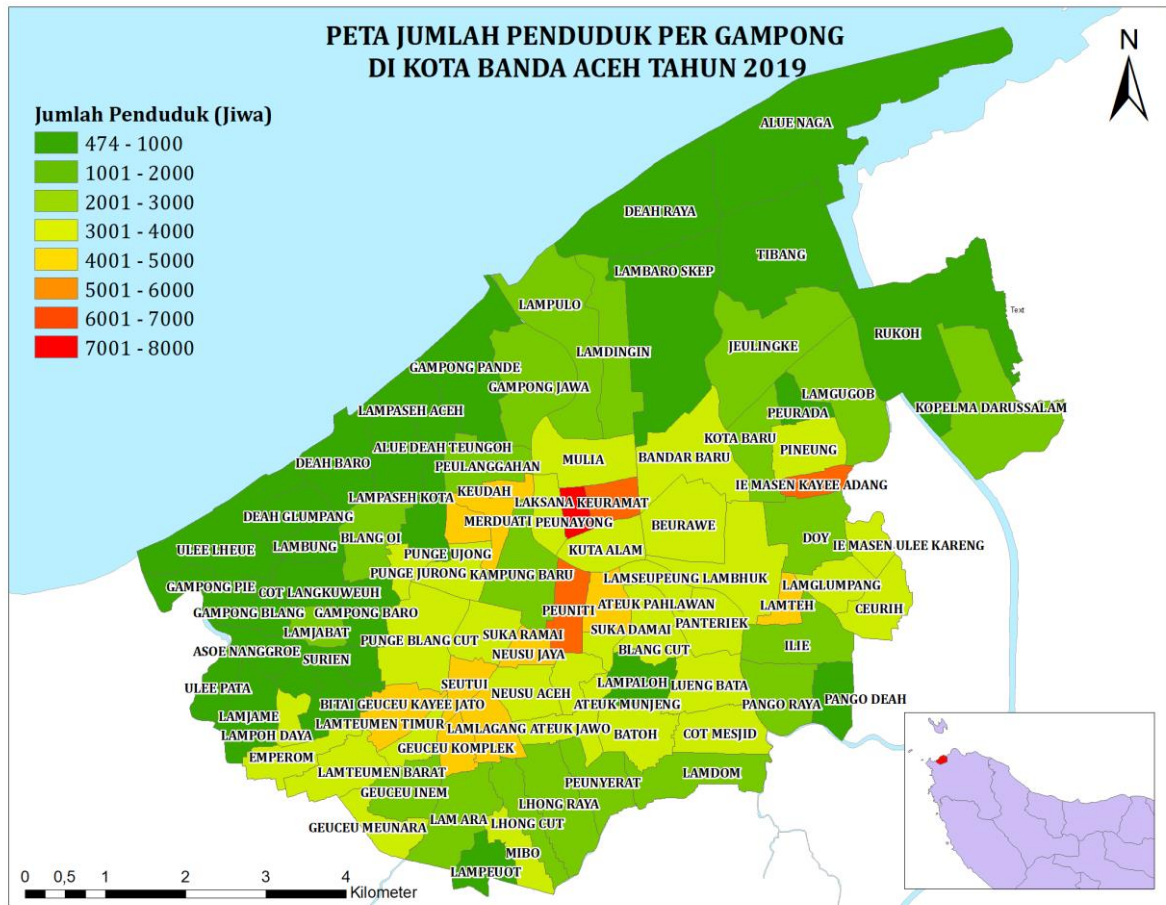 PETA JUMLAH PENDUDUK PER GAMPONG
DI KOTA BANDA ACEH TAHUN 2019
N
Jumlah Penduduk (Jiwa)
474 - 1000
1001 - 2000
2001 - 3000
3001 - 4000
4001 - 5000
5001 - 6000
6001 - 7000
7001 - 8000
ALUE NAGA
DEAH RAYA
TIBANG
LAMBARO SKEP
LAMPULO
Text
RUKOH
JEULINGKE
LAMDINGIN
GAMPONG PANDE
GAMPONG JAWA
LAMGUGOB
LAMPASEH ACEH
PEURADA
KOPELMA DARUSSALAM
KOTA BARU
ALUE DEAH TEUNGOH
PINEUNG
MULIA
BANDAR BARU
DEAH BARO
PEULANGGAHAN
IE MASEN KAYEE ADANG
KEUDAH
LAMPASEH KOTA
LAKSANA
KEURAMAT
DEAH GLUMPANG
MERDUATI
PEUNAYONG
BEURAWE
BLANG OI
DOY
IE MASEN ULEE KARENG
ULEE LHEUE
LAMBUNG
KUTA ALAM
PUNGE UJONG
PUNGE JURONG
KAMPUNG BARU
LAMSEUPEUNG
LAMBHUK
GAMPONG PIE
COT LANGKUWEUH
LAMGLUMPANG
GAMPONG BLANG
GAMPONG BARO
PEUNITI
ATEUK PAHLAWAN
LAMTEH
CEURIH
PANTERIEK
LAMJABAT
PUNGE BLANG CUT
SUKA RAMAI
SUKA DAMAI
ILIE
ASOE NANGGROE
SURIEN
NEUSU JAYA
BLANG CUT
ULEE PATA
SEUTUI
LAMPALOH
LUENG BATA
NEUSU ACEH
PANGO DEAH
BITAI
GEUCEU KAYEE JATO
ATEUK MUNJENG
PANGO RAYA
LAMJAME
LAMTEUMEN TIMUR
LAMLAGANG
ATEUK JAWO
BATOH
COT MESJID
LAMPOH DAYA
GEUCEU KOMPLEK
EMPEROM
LAMTEUMEN BARAT
LAMDOM
PEUNYERAT
GEUCEU INEM
LHONG RAYA
LAM ARA
LHONG CUT
GEUCEU MEUNARA
MIBO
LAMPEUOT
0 0,5 1 2 3 4
Kilometer